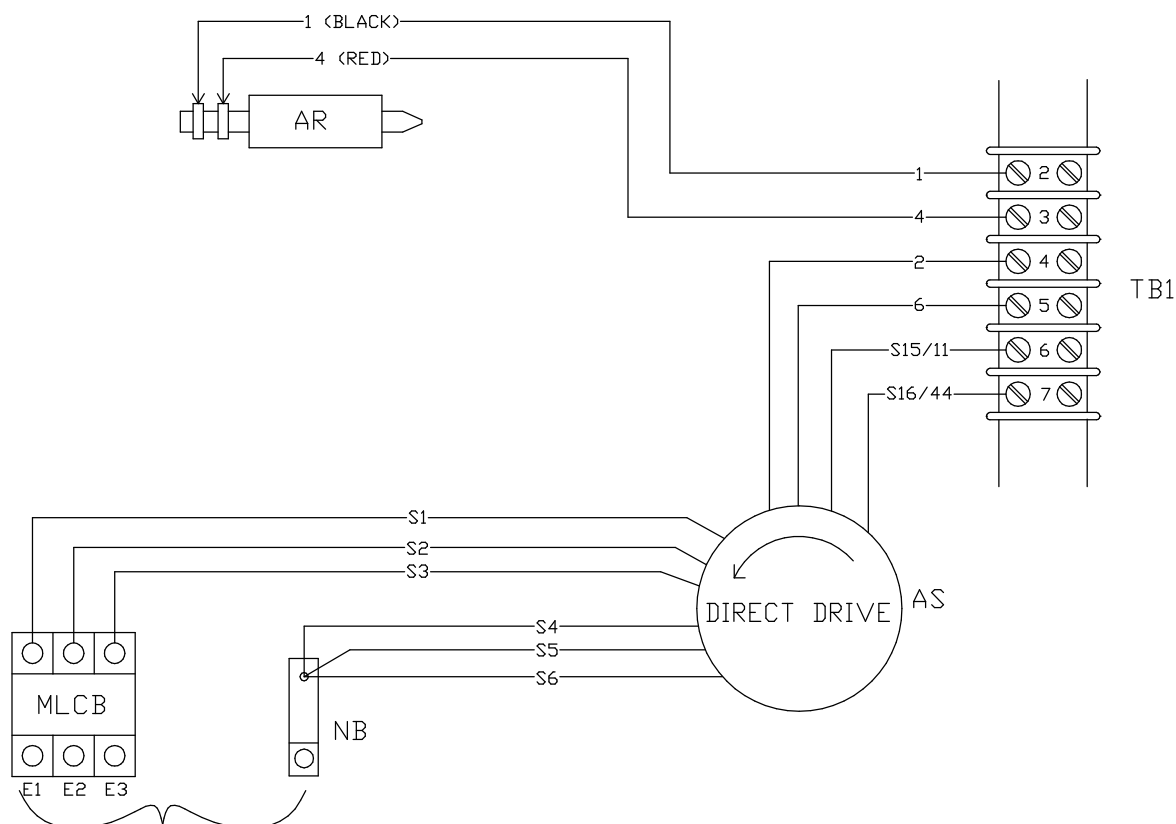 1 (BLACK)
4 (RED)
AR
1
2
4
3
2
4
6
5
S15/11
6
S16/44
7
TB1
S1
S2
S3
DIRECT DRIVE
AS
S4
S5
S6
MLCB
NB
E1
E2
E3